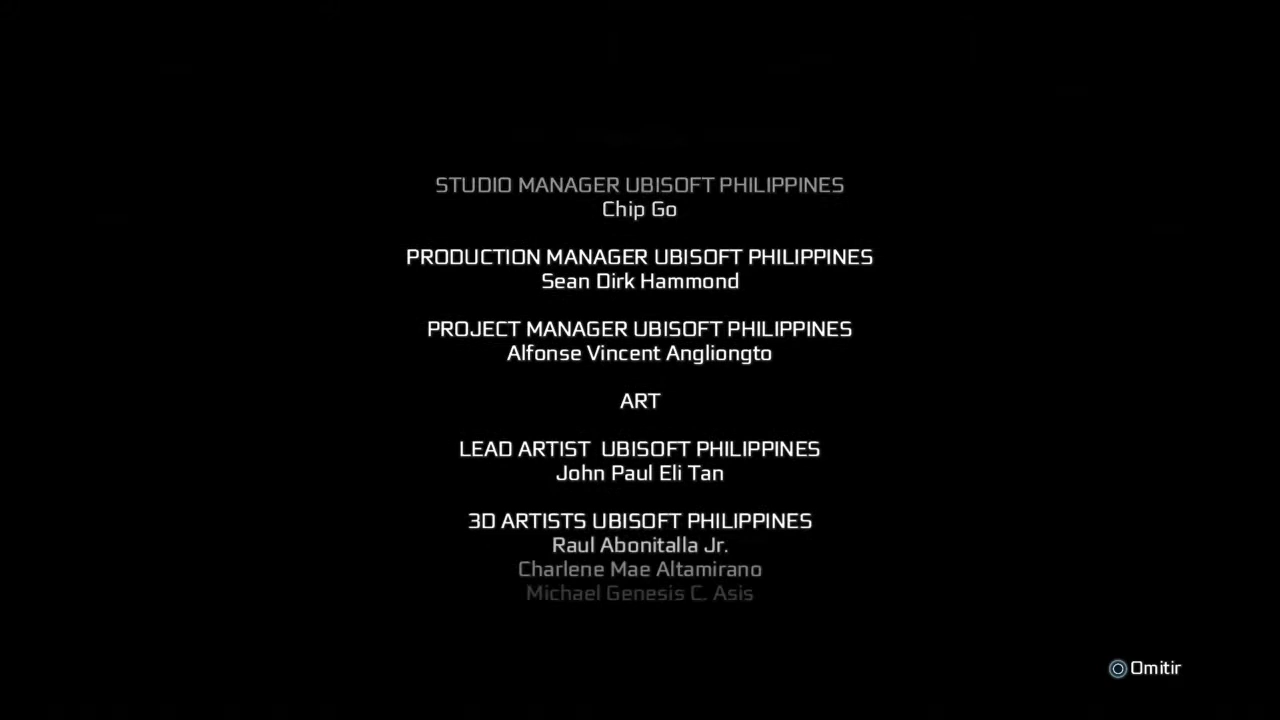 STUDIO MANAGER UBISOFT PHILIPPINES
Chip Go
PRODUCTION MANAGER UBISOFT PHILIPPINES
Sean Dirk Hammond
PROJECT MANAGER UBISOFT PHILIPPINES
Alfonse Vincent Angliongto
ART
LEAD ARTIST  UBISOFT PHILIPPINES
John Paul Eli Tan
3D ARTISTS UBISOFT PHILIPPINES
Raul Abonitalla Jr.
Charlene Mae Altamirano
Michael Genesis C. Asis
Omitir